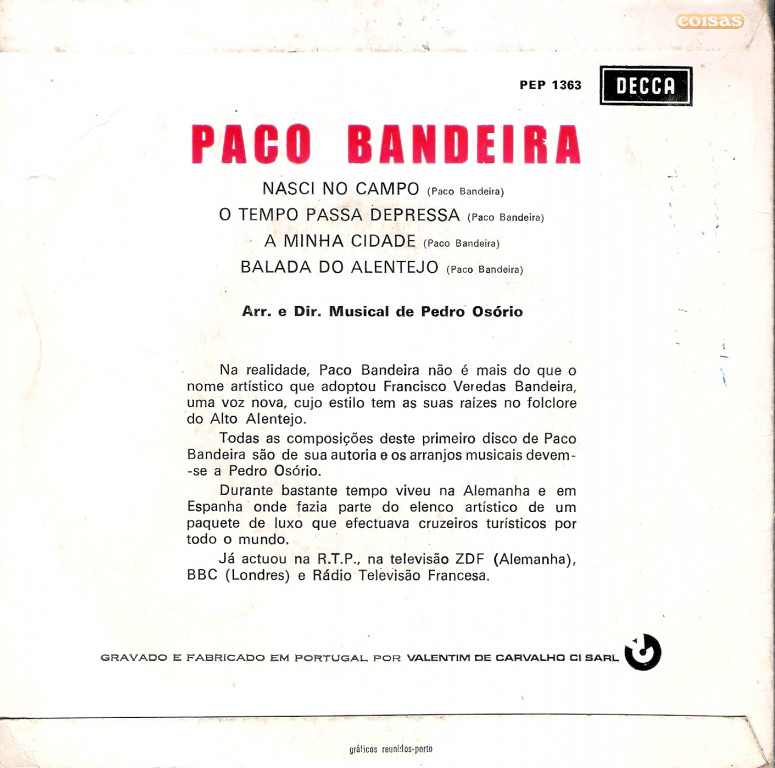 coisas
PEP 1363 DECCA
PACO BANDEIRA
NASCI NO CAMPO (Paco Bandeira)
O TEMPO PASSA DEPRESSA (Paco Bandeira)
A MINHA CIDADE (Paco Bandeira)
BALADA DO ALENTEJO (Paco Bandeira)
Arr. e Dir. Musical de Pedro Osório
Na realidade, Paco Bandeira não é mais do que o
nome artístico que adoptou Francisco Veredas Bandeira,
uma voz nova, cujo estilo tem as suas raízes no folclore
do Alto Alentejo.
Todas as composições deste primeiro disco de Paco
Bandeira são de sua autoria e os arranjos musicais devem-
-se a Pedro Osório.
Durante bastante tempo viveu na Alemanha e em
Espanha onde fazia parte do elenco artístico de um
paquete de luxo que efectuava cruzeiros turísticos por
todo o mundo.
Já actuou na R.T.P., na televisão ZDF (Alemanha),
BBC (Londres) e Rádio Televisão Francesa.
GRAVADO E FABRICADO EM PORTUGAL POR VALENTIM DE CARVALHO CI SARL
gráficos reunidos-porto